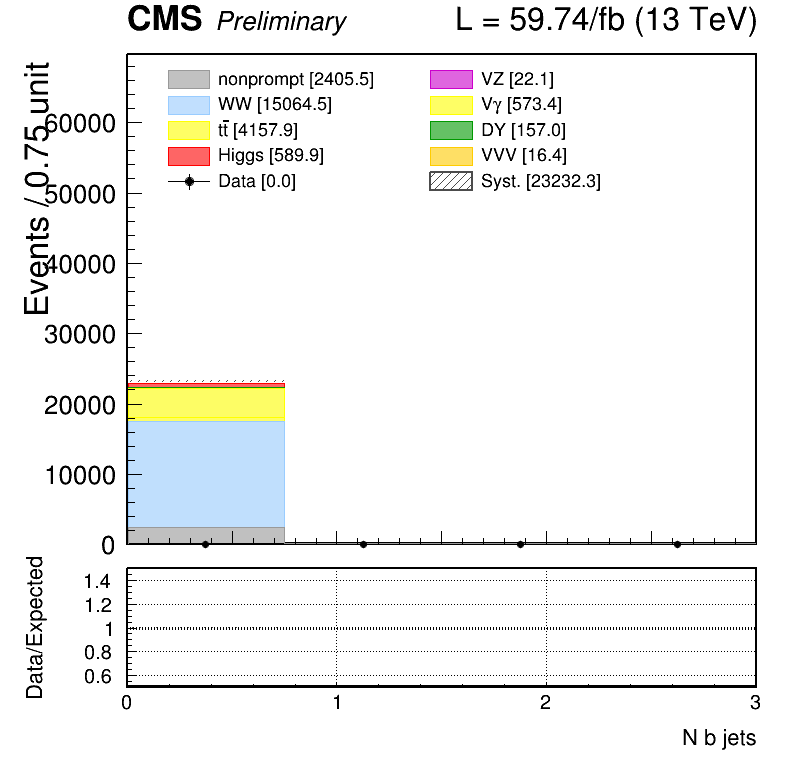 CMS Preliminary L = 59.74/fb (13 TeV)
nonprompt [2405.5] VZ [22.1]
WW [15064.5] Vγ [573.4]
tt̄ [4157.9] DY [157.0]
Higgs [589.9] VVV [16.4]
Data [0.0] Syst. [23232.3]
Events / 0.75 unit
60000
50000
40000
30000
20000
10000
0
Data/Expected
1.4
1.2
1
0.8
0.6
0 1 2 3
N b jets